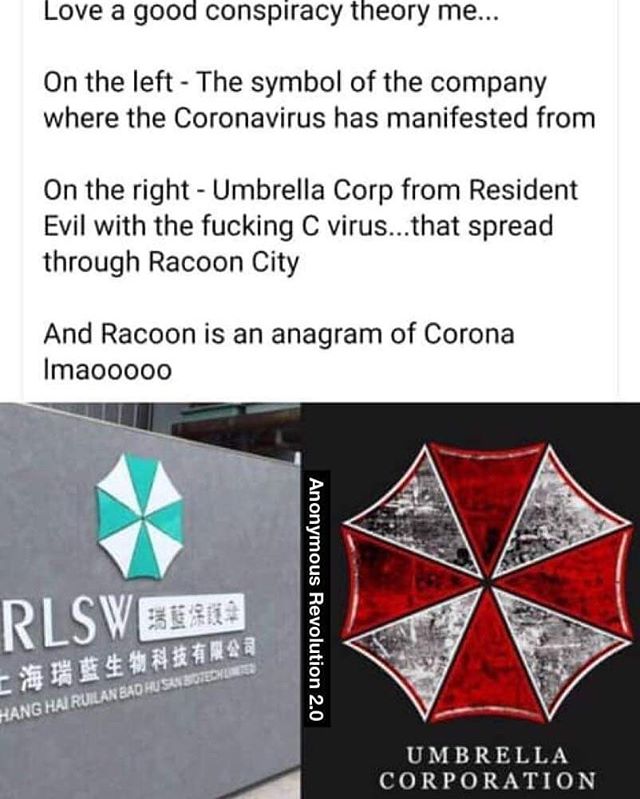 Love a good conspiracy theory me...
On the left - The symbol of the company
where the Coronavirus has manifested from
On the right - Umbrella Corp from Resident
Evil with the fucking C virus...that spread
through Racoon City
And Racoon is an anagram of Corona
lmaooooo
RLSW 瑞藍保護傘
上海瑞藍生物科技有限公司
HANG HAI RUILAN BAO HU SAN BIOTECH LIMITED
Anonymous Revolution 2.0
UMBRELLA
CORPORATION